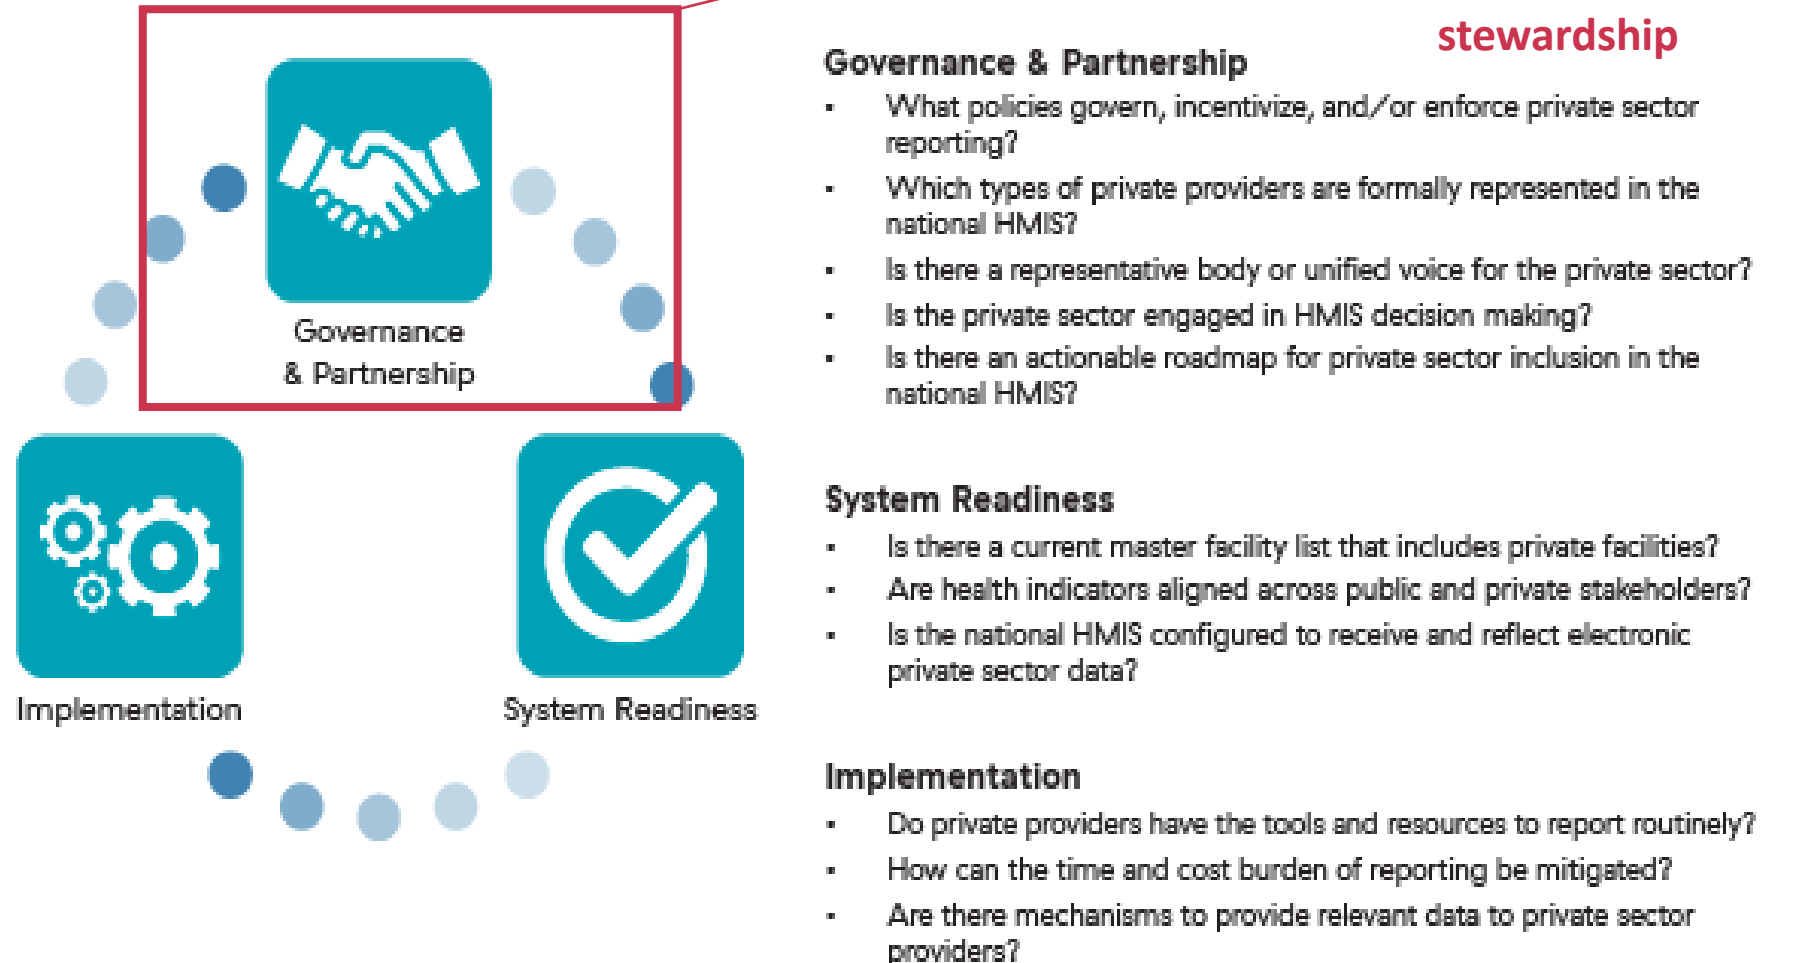 stewardship
Governance
& Partnership
Implementation
System Readiness
Governance & Partnership
▪ What policies govern, incentivize, and/or enforce private sector
reporting?
▪ Which types of private providers are formally represented in the
national HMIS?
▪ Is there a representative body or unified voice for the private sector?
▪ Is the private sector engaged in HMIS decision making?
▪ Is there an actionable roadmap for private sector inclusion in the
national HMIS?
System Readiness
▪ Is there a current master facility list that includes private facilities?
▪ Are health indicators aligned across public and private stakeholders?
▪ Is the national HMIS configured to receive and reflect electronic
private sector data?
Implementation
▪ Do private providers have the tools and resources to report routinely?
▪ How can the time and cost burden of reporting be mitigated?
▪ Are there mechanisms to provide relevant data to private sector
providers?